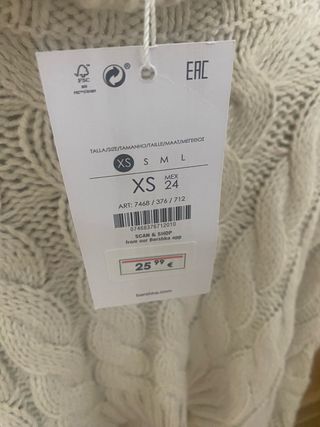 FSC
EAC
TALLA/SIZE/TAMANHO/TAILLE/MAAT/ΜΕΓΕΘΟΣ
XS S M L
XS MEX 24
ART: 7468 / 376 / 712
07468376712010
SCAN & SHOP
from our Bershka app
25 99 €
bershka.com